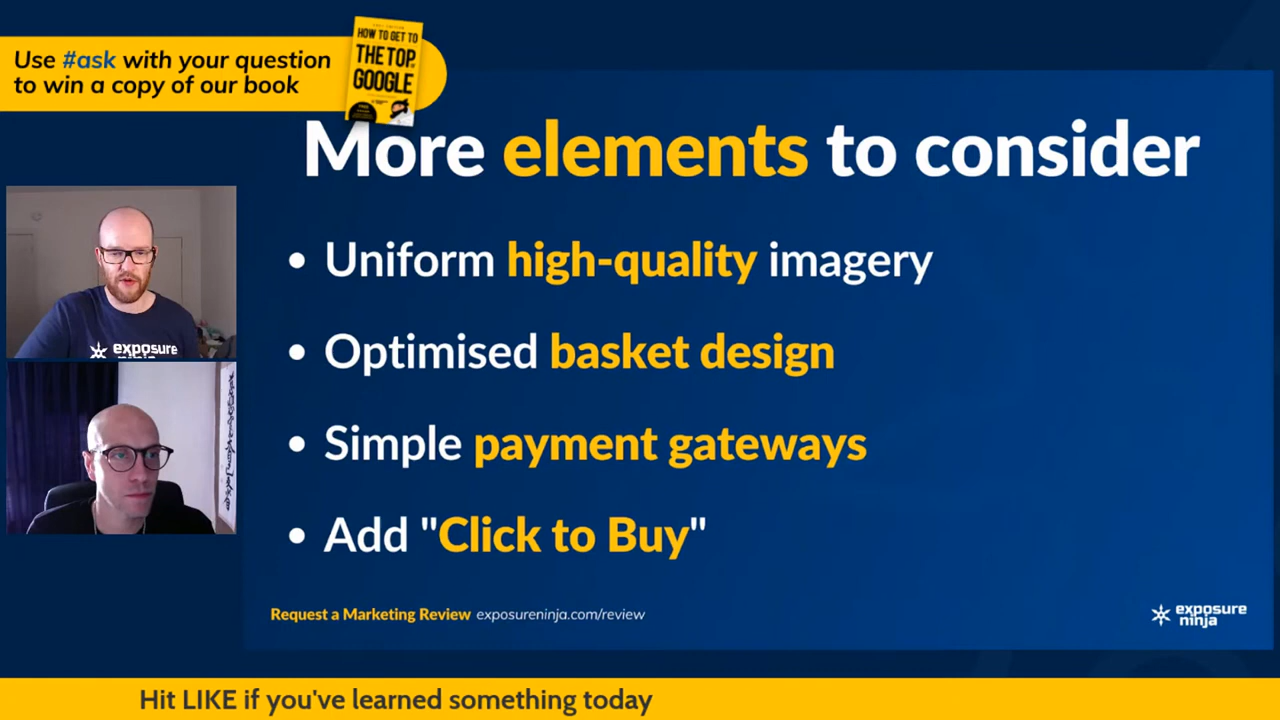 Use #ask with your question
to win a copy of our book
HOW TO GET TO
THE TOP
GOOGLE
More elements to consider
• Uniform high-quality imagery
• Optimised basket design
• Simple payment gateways
• Add "Click to Buy"
exposure
Request a Marketing Review exposureninja.com/review
exposure
ninja
Hit LIKE if you've learned something today